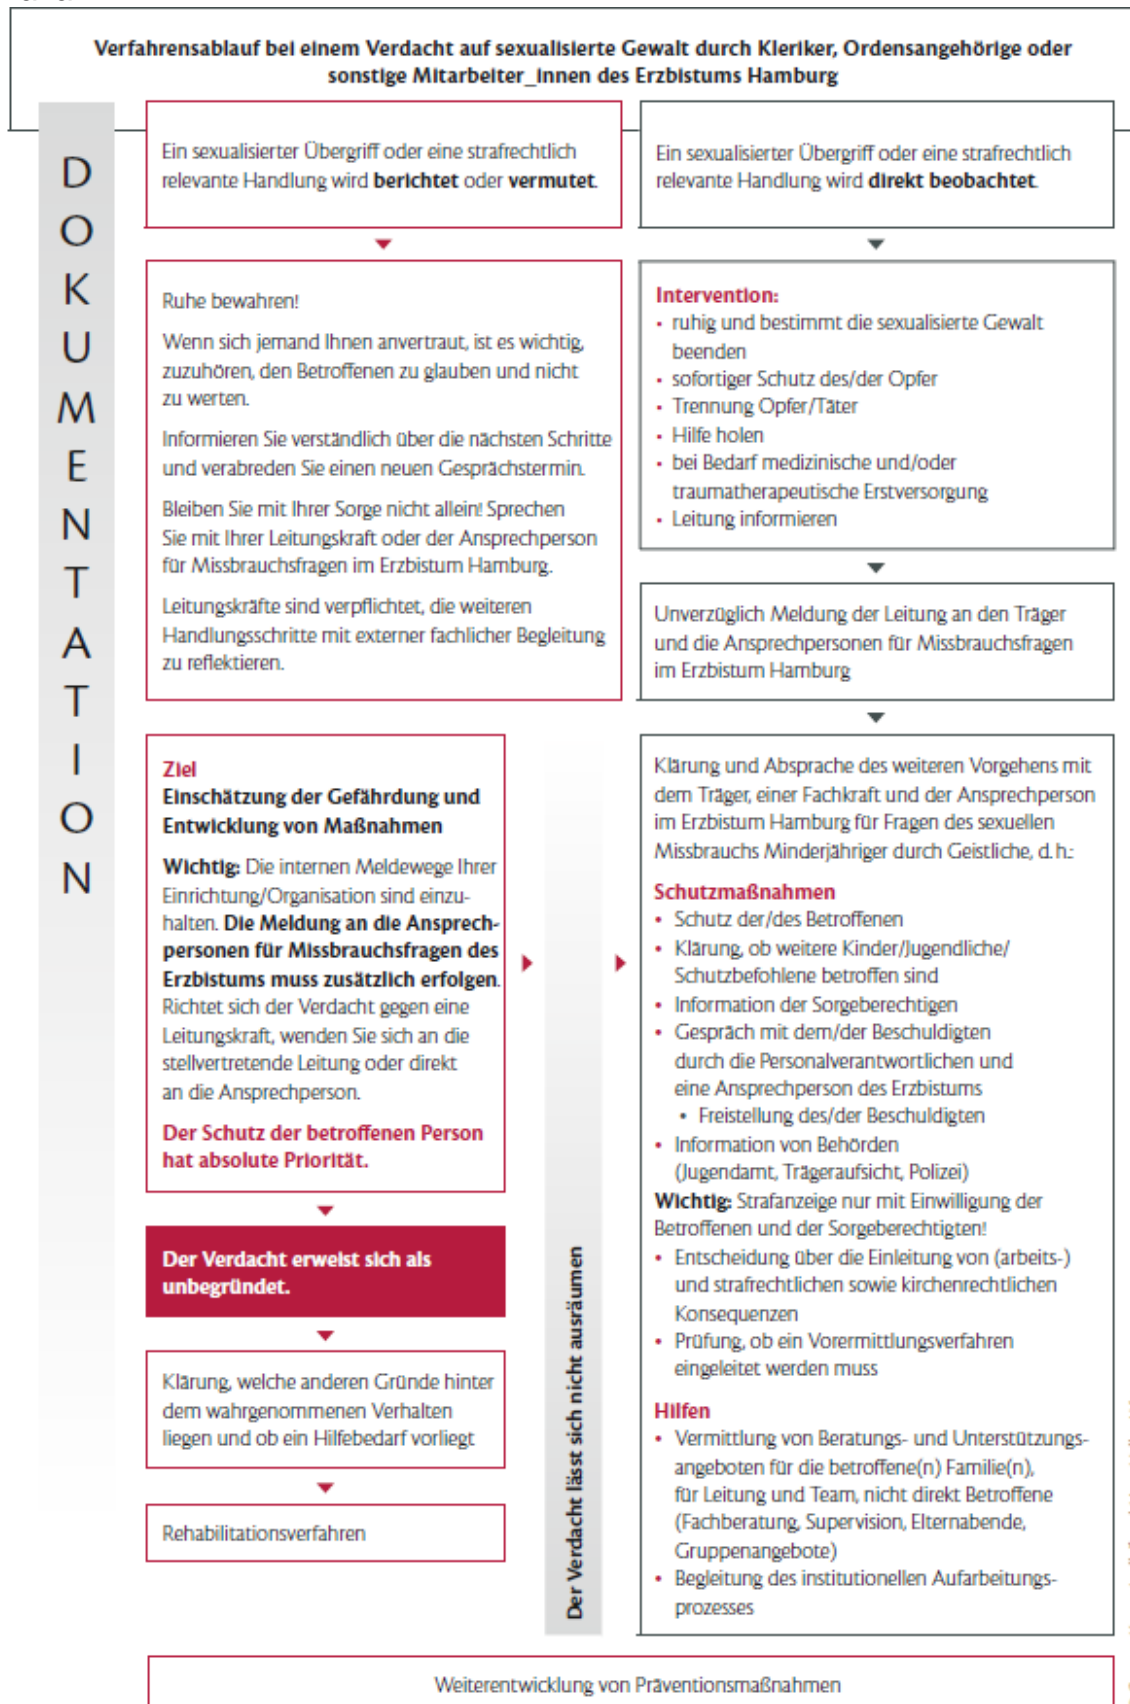 Verfahrensablauf bei einem Verdacht auf sexualisierte Gewalt durch Kleriker, Ordensangehörige oder
sonstige Mitarbeiter_innen des Erzbistums Hamburg
DOKUMENTATION
Ein sexualisierter Übergriff oder eine strafrechtlich
relevante Handlung wird berichtet oder vermutet.
Ruhe bewahren!
Wenn sich jemand Ihnen anvertraut, ist es wichtig,
zuzuhören, den Betroffenen zu glauben und nicht
zu werten.
Informieren Sie verständlich über die nächsten Schritte
und verabreden Sie einen neuen Gesprächstermin.
Bleiben Sie mit Ihrer Sorge nicht allein! Sprechen
Sie mit Ihrer Leitungskraft oder der Ansprechperson
für Missbrauchsfragen im Erzbistum Hamburg.
Leitungskräfte sind verpflichtet, die weiteren
Handlungsschritte mit externer fachlicher Begleitung
zu reflektieren.
Ziel
Einschätzung der Gefährdung und
Entwicklung von Maßnahmen
Wichtig: Die internen Meldewege Ihrer
Einrichtung/Organisation sind einzu-
halten. Die Meldung an die Ansprech-
personen für Missbrauchsfragen des
Erzbistums muss zusätzlich erfolgen.
Richtet sich der Verdacht gegen eine
Leitungskraft, wenden Sie sich an die
stellvertretende Leitung oder direkt
an die Ansprechperson.
Der Schutz der betroffenen Person
hat absolute Priorität.
Der Verdacht erweist sich als
unbegründet.
Klärung, welche anderen Gründe hinter
dem wahrgenommenen Verhalten
liegen und ob ein Hilfebedarf vorliegt
Rehabilitationsverfahren
Der Verdacht lässt sich nicht ausräumen
Ein sexualisierter Übergriff oder eine strafrechtlich
relevante Handlung wird direkt beobachtet.
Intervention:
• ruhig und bestimmt die sexualisierte Gewalt
beenden
• sofortiger Schutz des/der Opfer
• Trennung Opfer/Täter
• Hilfe holen
• bei Bedarf medizinische und/oder
traumatherapeutische Erstversorgung
• Leitung informieren
Unverzüglich Meldung der Leitung an den Träger
und die Ansprechpersonen für Missbrauchsfragen
im Erzbistum Hamburg
Klärung und Absprache des weiteren Vorgehens mit
dem Träger, einer Fachkraft und der Ansprechperson
im Erzbistum Hamburg für Fragen des sexuellen
Missbrauchs Minderjähriger durch Geistliche, d. h.:
Schutzmaßnahmen
• Schutz der/des Betroffenen
• Klärung, ob weitere Kinder/Jugendliche/
Schutzbefohlene betroffen sind
• Information der Sorgeberechtigen
• Gespräch mit dem/der Beschuldigten
durch die Personalverantwortlichen und
eine Ansprechperson des Erzbistums
• Freistellung des/der Beschuldigten
• Information von Behörden
(Jugendamt, Trägeraufsicht, Polizei)
Wichtig: Strafanzeige nur mit Einwilligung der
Betroffenen und der Sorgeberechtigten!
• Entscheidung über die Einleitung von (arbeits-)
und strafrechtlichen sowie kirchenrechtlichen
Konsequenzen
• Prüfung, ob ein Vorermittlungsverfahren
eingeleitet werden muss
Hilfen
• Vermittlung von Beratungs- und Unterstützungs-
angeboten für die betroffene(n) Familie(n),
für Leitung und Team, nicht direkt Betroffene
(Fachberatung, Supervision, Elternabende,
Gruppenangebote)
• Begleitung des institutionellen Aufarbeitungs-
prozesses
Weiterentwicklung von Präventionsmaßnahmen